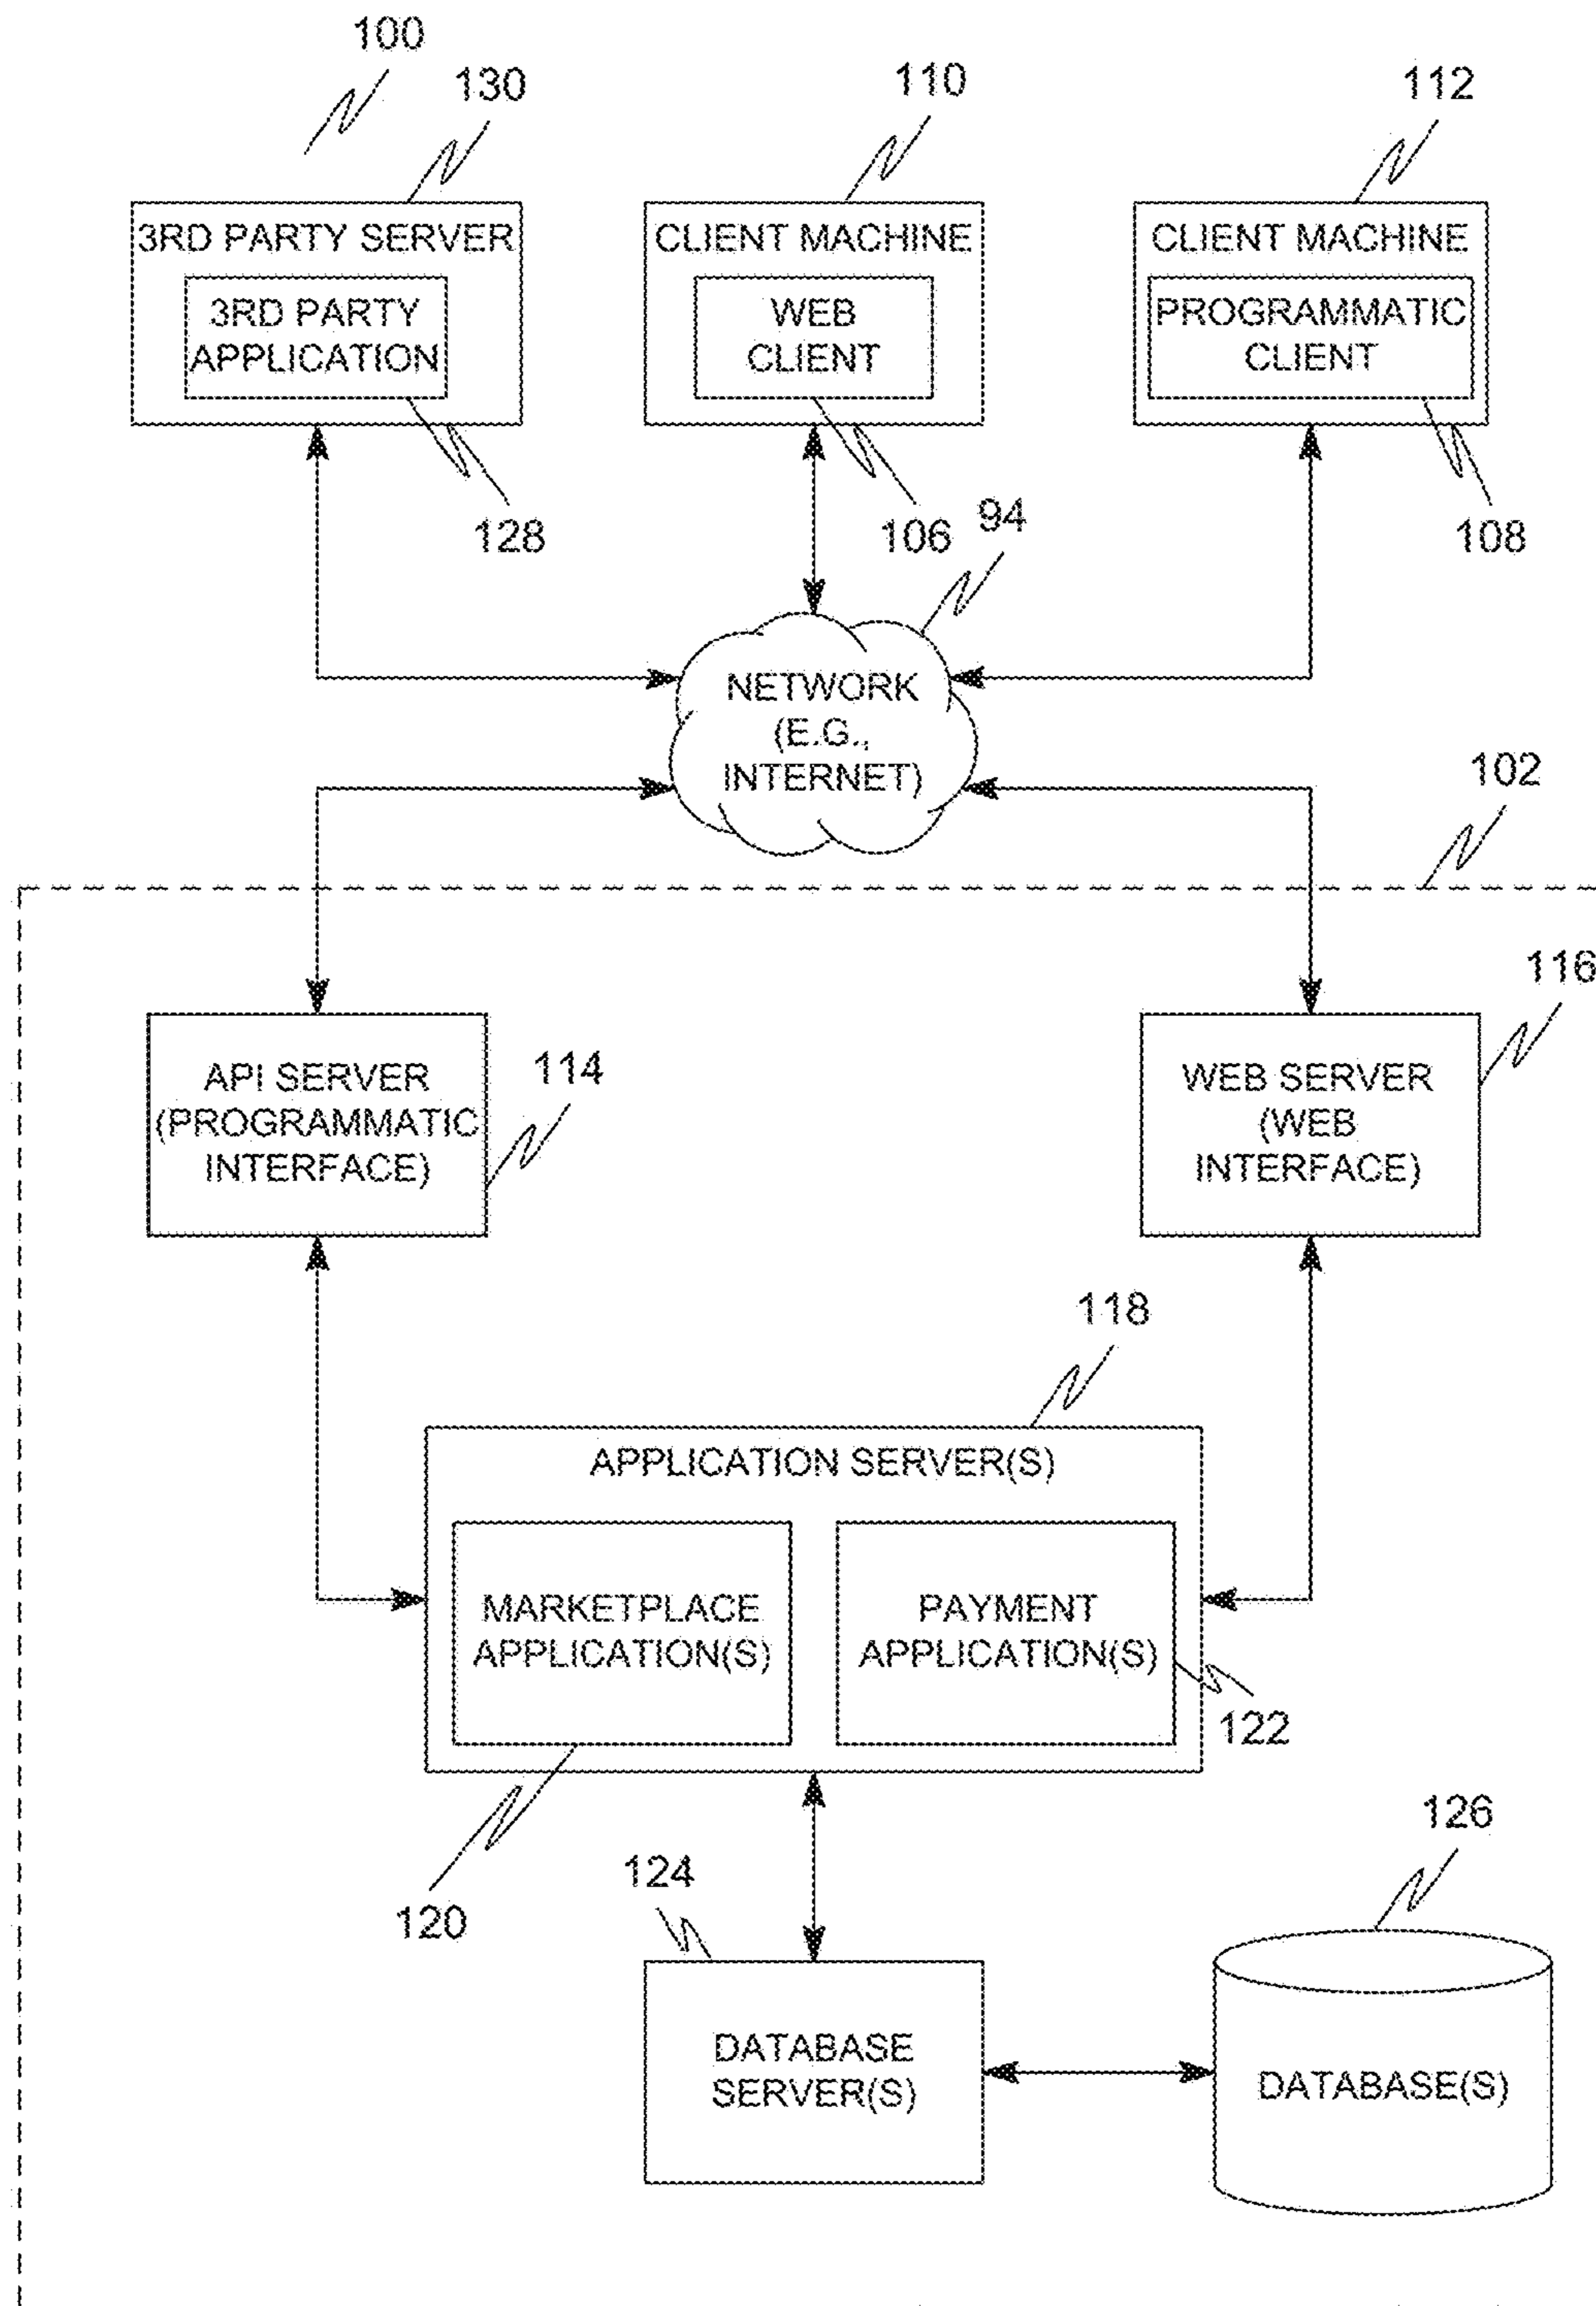 100
130
110
112
3RD PARTY SERVER
3RD PARTY
APPLICATION
CLIENT MACHINE
WEB
CLIENT
CLIENT MACHINE
PROGRAMMATIC
CLIENT
128
106
94
108
NETWORK
(E.G.,
INTERNET)
102
116
API SERVER
(PROGRAMMATIC
INTERFACE)
114
WEB SERVER
(WEB
INTERFACE)
118
APPLICATION SERVER(S)
MARKETPLACE
APPLICATION(S)
PAYMENT
APPLICATION(S)
122
120
124
126
DATABASE
SERVER(S)
DATABASE(S)